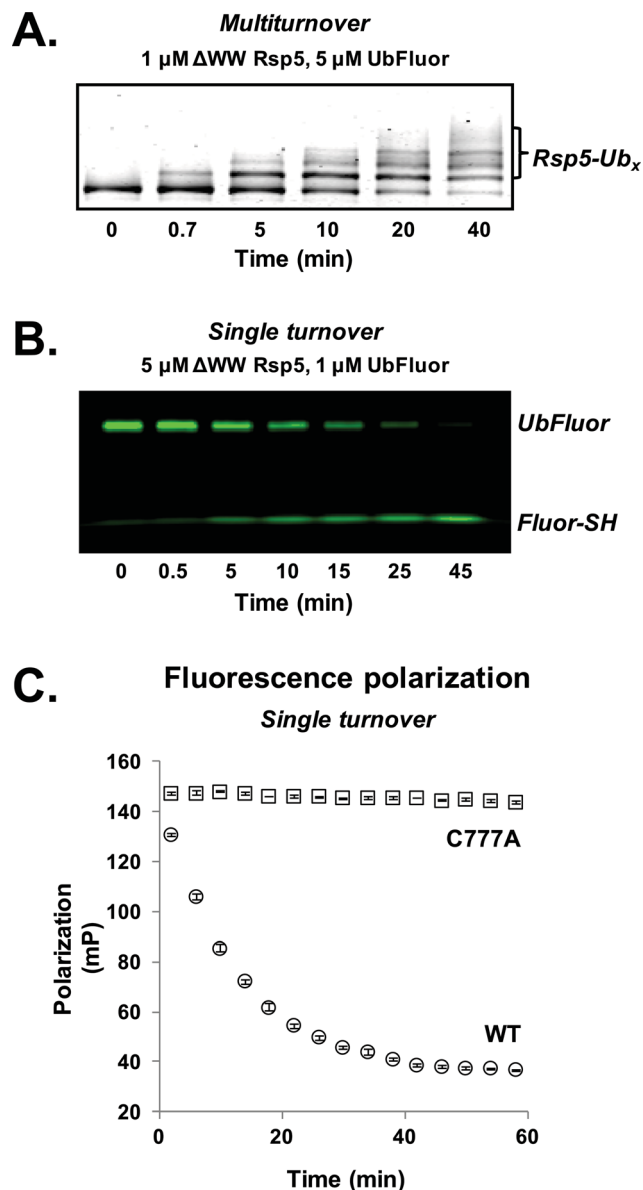 A.
Multiturnover
1 µM ΔWW Rsp5, 5 µM UbFluor
Rsp5-Ubx
0 0.7 5 10 20 40
Time (min)
B.
Single turnover
5 µM ΔWW Rsp5, 1 µM UbFluor
UbFluor
Fluor-SH
0 0.5 5 10 15 25 45
Time (min)
C.
Fluorescence polarization
Single turnover
160
140
120
100
80
60
40
20
Polarization
(mP)
C777A
WT
0 20 40 60
Time (min)